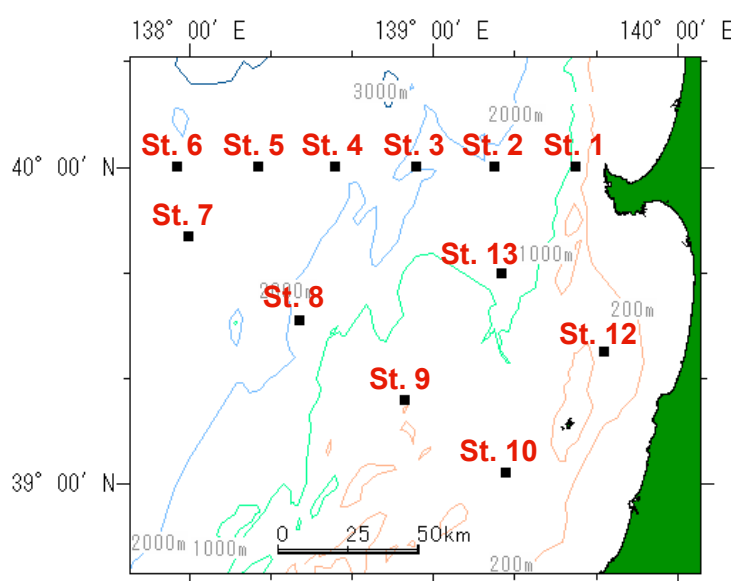 138° 00′ E
139° 00′ E
140° 00′ E
3000m
2000m
St. 6
St. 5
St. 4
St. 3
St. 2
St. 1
40° 00′ N
St. 7
St. 13
1000m
2000m
St. 8
200m
St. 12
St. 9
St. 10
39° 00′ N
0
25
50km
2000m
1000m
200m